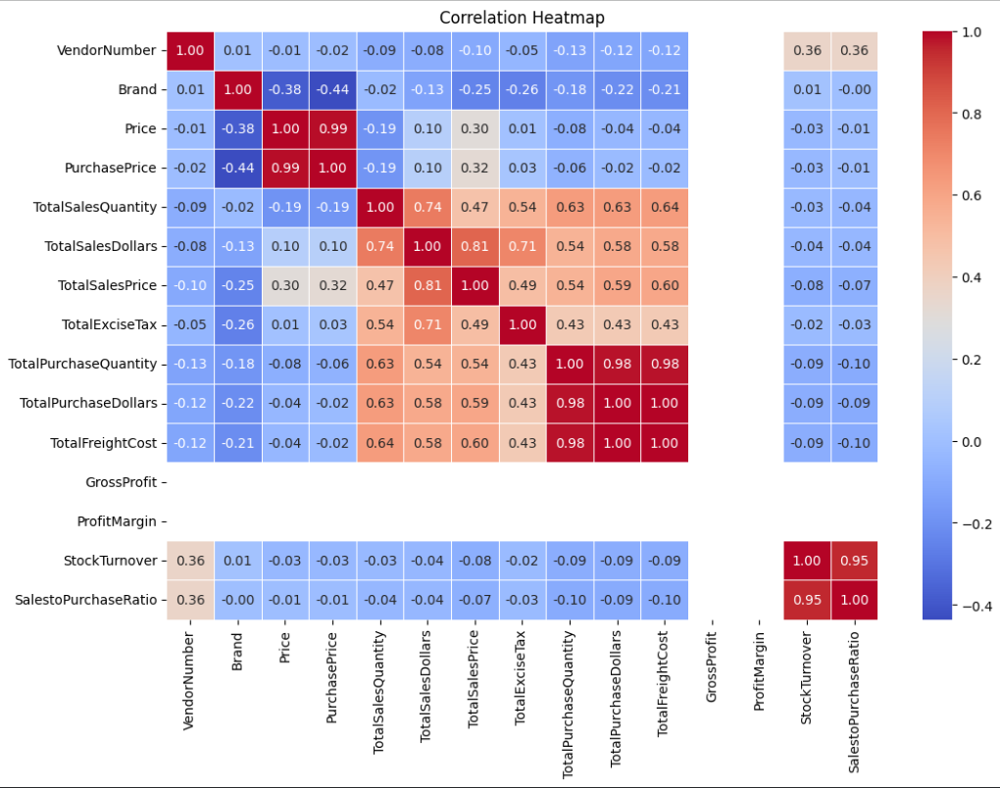 Correlation Heatmap
VendorNumber 1.00 0.01 -0.01 -0.02 -0.09 -0.08 -0.10 -0.05 -0.13 -0.12 -0.12 0.36 0.36
Brand 0.01 1.00 -0.38 -0.44 -0.02 -0.13 -0.25 -0.26 -0.18 -0.22 -0.21 0.01 -0.00
Price -0.01 -0.38 1.00 0.99 -0.19 0.10 0.30 0.01 -0.08 -0.04 -0.04 -0.03 -0.01
PurchasePrice -0.02 -0.44 0.99 1.00 -0.19 0.10 0.32 0.03 -0.06 -0.02 -0.02 -0.03 -0.01
TotalSalesQuantity -0.09 -0.02 -0.19 -0.19 1.00 0.74 0.47 0.54 0.63 0.63 0.64 -0.03 -0.04
TotalSalesDollars -0.08 -0.13 0.10 0.10 0.74 1.00 0.81 0.71 0.54 0.58 0.58 -0.04 -0.04
TotalSalesPrice -0.10 -0.25 0.30 0.32 0.47 0.81 1.00 0.49 0.54 0.59 0.60 -0.08 -0.07
TotalExciseTax -0.05 -0.26 0.01 0.03 0.54 0.71 0.49 1.00 0.43 0.43 0.43 -0.02 -0.03
TotalPurchaseQuantity -0.13 -0.18 -0.08 -0.06 0.63 0.54 0.54 0.43 1.00 0.98 0.98 -0.09 -0.10
TotalPurchaseDollars -0.12 -0.22 -0.04 -0.02 0.63 0.58 0.59 0.43 0.98 1.00 1.00 -0.09 -0.09
TotalFreightCost -0.12 -0.21 -0.04 -0.02 0.64 0.58 0.60 0.43 0.98 1.00 1.00 -0.09 -0.10
GrossProfit
ProfitMargin
StockTurnover 0.36 0.01 -0.03 -0.03 -0.03 -0.04 -0.08 -0.02 -0.09 -0.09 -0.09 1.00 0.95
SalestoPurchaseRatio 0.36 -0.00 -0.01 -0.01 -0.04 -0.04 -0.07 -0.03 -0.10 -0.09 -0.10 0.95 1.00
VendorNumber
Brand
Price
PurchasePrice
TotalSalesQuantity
TotalSalesDollars
TotalSalesPrice
TotalExciseTax
TotalPurchaseQuantity
TotalPurchaseDollars
TotalFreightCost
GrossProfit
ProfitMargin
StockTurnover
SalestoPurchaseRatio
1.0
0.8
0.6
0.4
0.2
0.0
−0.2
−0.4